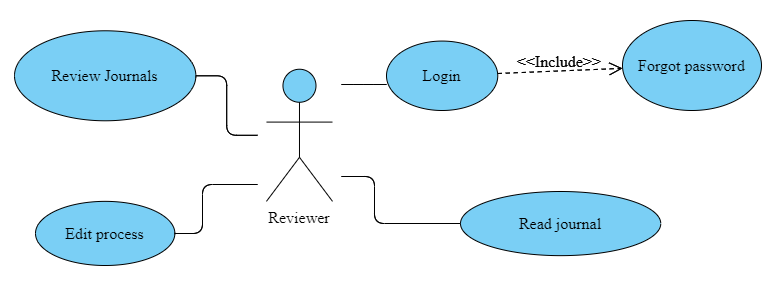 Review Journals
Login
<<Include>>
Forgot password
Reviewer
Edit process
Read journal